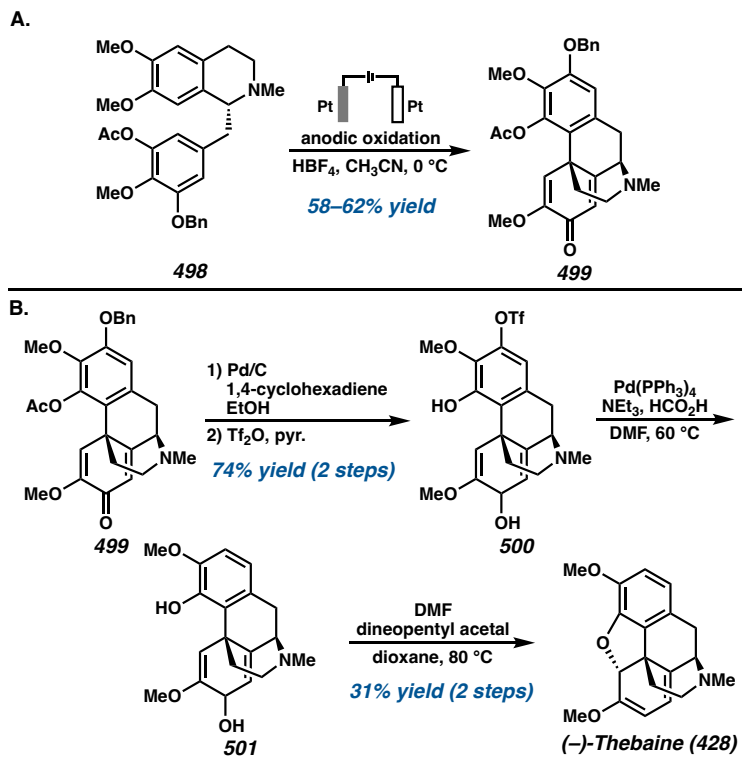 A.
MeO
MeO
NMe
AcO
MeO
OBn
498
Pt
Pt
anodic oxidation
HBF4, CH3CN, 0 °C
58–62% yield
OBn
MeO
AcO
NMe
MeO
O
499
B.
OBn
MeO
AcO
NMe
MeO
O
499
1) Pd/C
1,4-cyclohexadiene
EtOH
2) Tf2O, pyr.
74% yield (2 steps)
OTf
MeO
HO
NMe
MeO
OH
500
Pd(PPh3)4
NEt3, HCO2H
DMF, 60 °C
MeO
HO
NMe
MeO
OH
501
DMF
dineopentyl acetal
dioxane, 80 °C
31% yield (2 steps)
MeO
O
NMe
MeO
(–)-Thebaine (428)